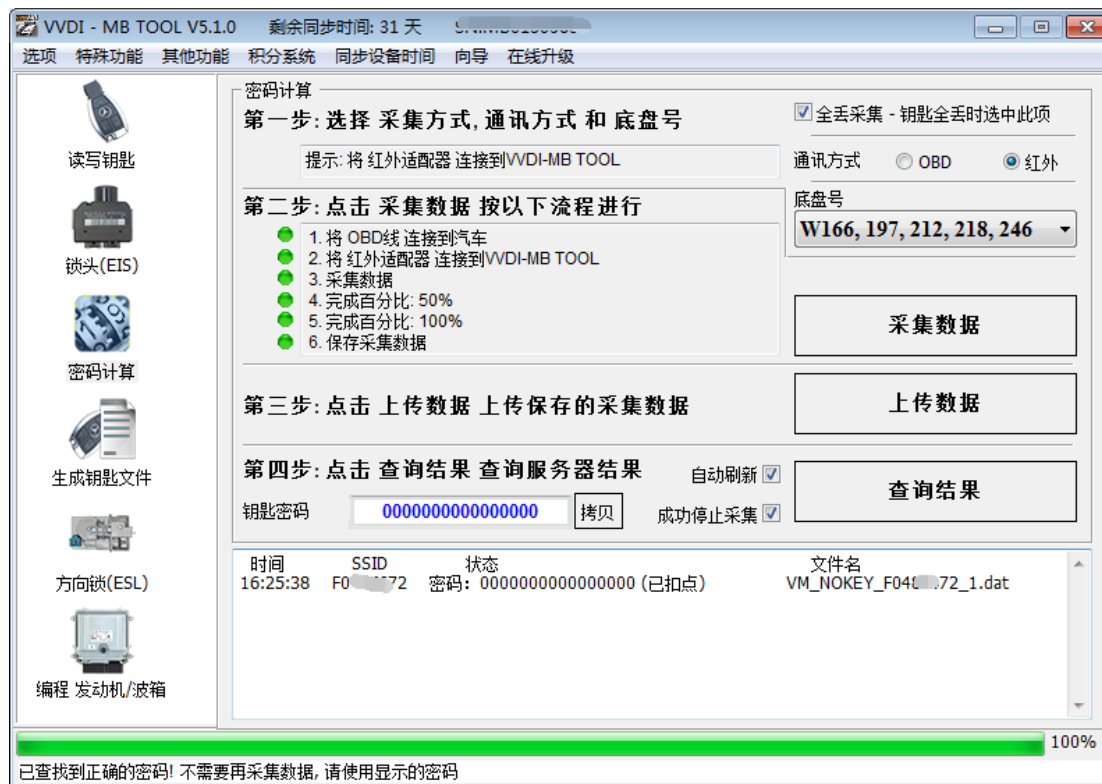 VVDI - MB TOOL V5.1.0 剩余同步时间: 31 天
选项 特殊功能 其他功能 积分系统 同步设备时间 向导 在线升级
读写钥匙
锁头(EIS)
密码计算
生成钥匙文件
方向锁(ESL)
编程 发动机/波箱
密码计算
第一步: 选择 采集方式, 通讯方式 和 底盘号
提示: 将 红外适配器 连接到VVDI-MB TOOL
全丢采集 - 钥匙全丢时选中此项
通讯方式 OBD 红外
底盘号
W166, 197, 212, 218, 246
第二步: 点击 采集数据 按以下流程进行
1. 将 OBD线 连接到汽车
2. 将 红外适配器 连接到VVDI-MB TOOL
3. 采集数据
4. 完成百分比: 50%
5. 完成百分比: 100%
6. 保存采集数据
采集数据
第三步: 点击 上传数据 上传保存的采集数据
上传数据
第四步: 点击 查询结果 查询服务器结果
自动刷新
查询结果
钥匙密码 0000000000000000 拷贝
成功停止采集
时间 SSID 状态 文件名
16:25:38 密码: 0000000000000000 (已扣点)
100%
已查找到正确的密码! 不需要再采集数据, 请使用显示的密码